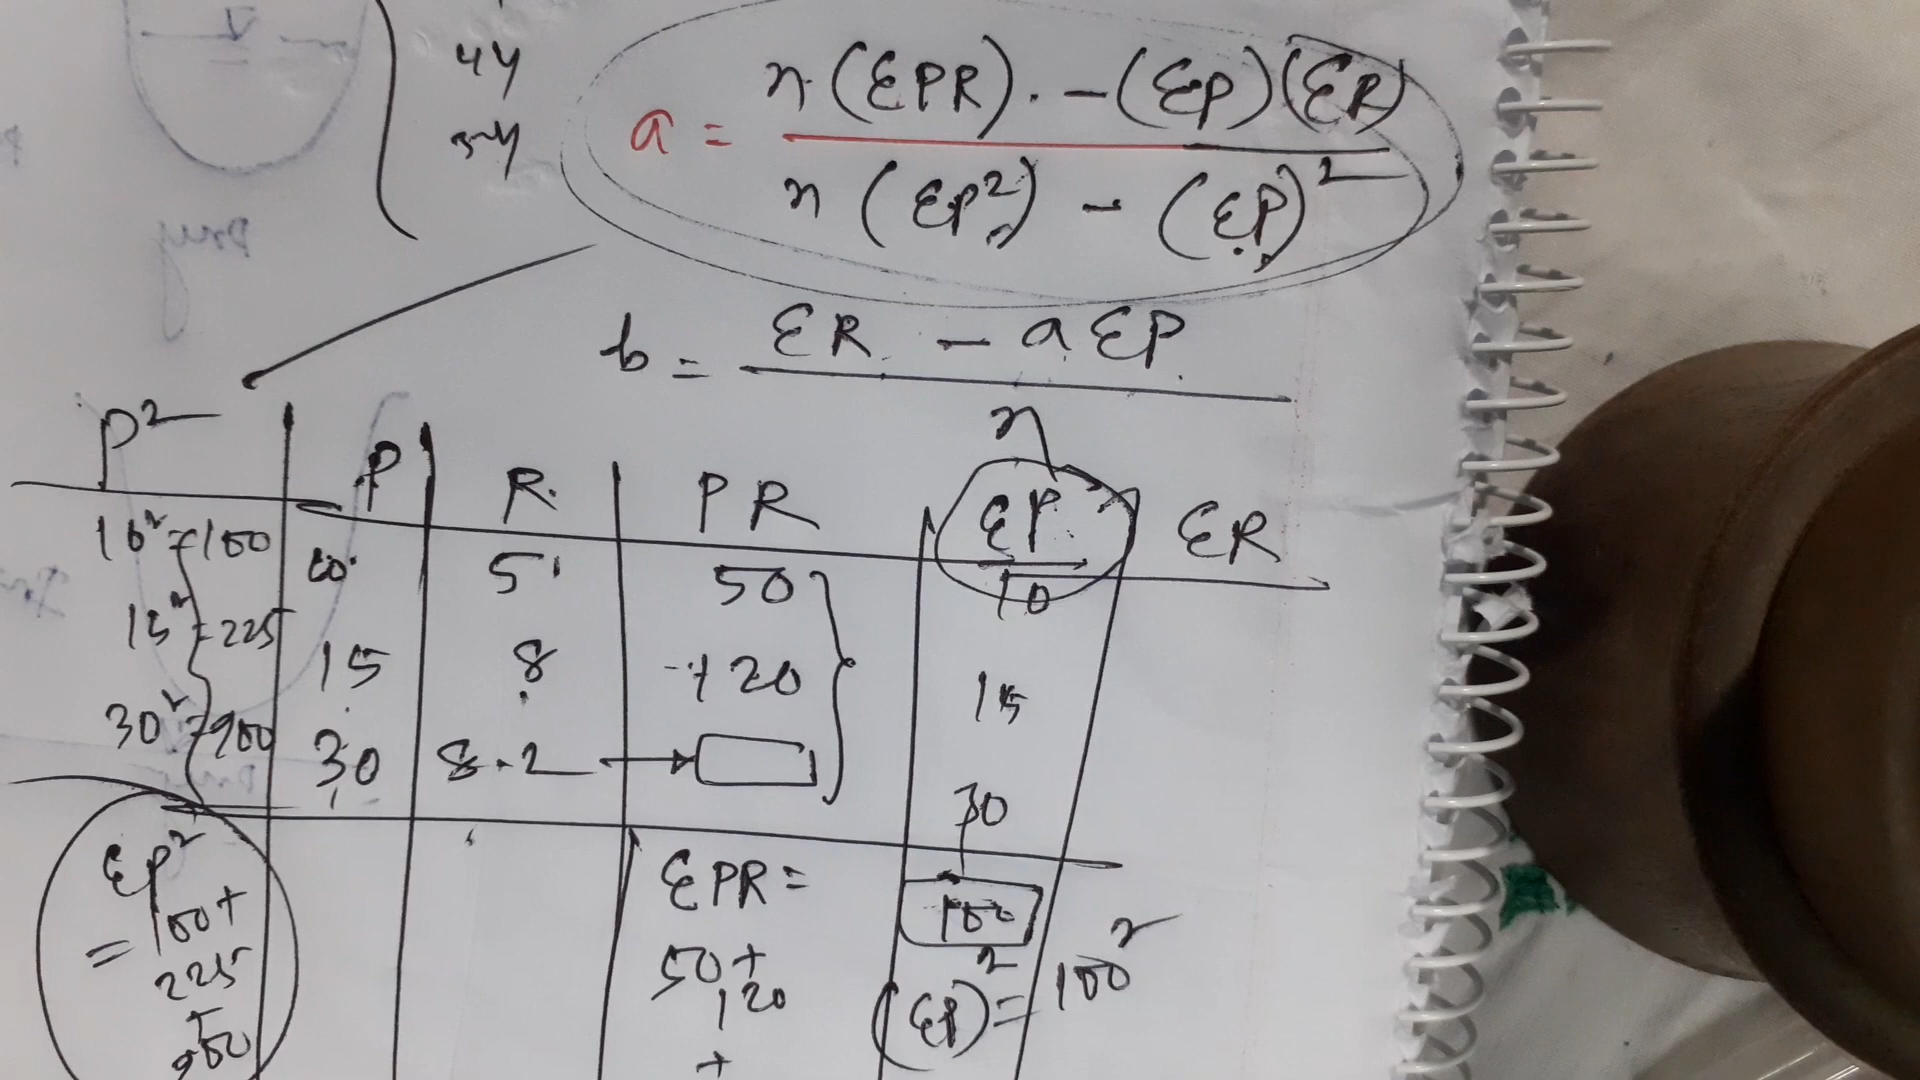 44
a = n (ΣPR). - (ΣP)(ΣR)
n (ΣP²) - (ΣP)²
b = ΣR - a ΣP
n
P² P R. PR ΣP ΣR
10² = 100 10 5 50 10
15² = 225 15 8 120 15
30² = 900 30 8.2 30
ΣP² ΣPR = 100
= 100 + 50 + (ΣP)² = 100²
225 120
+ +
900